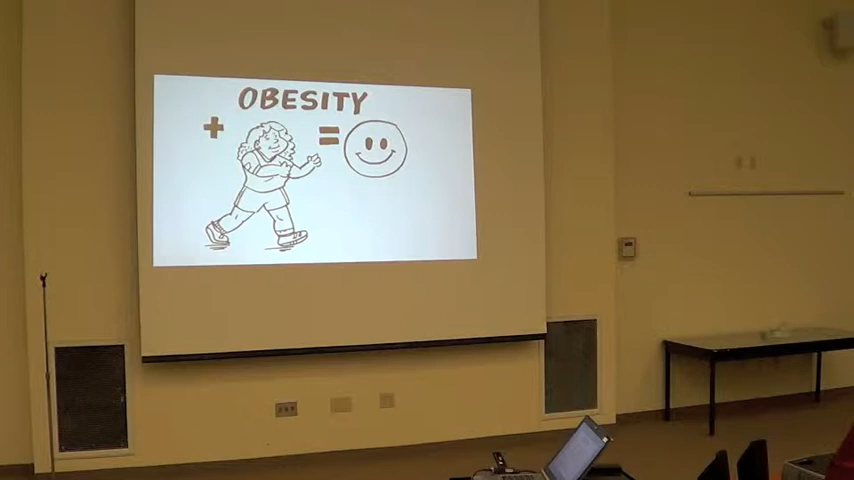 OBESITY
+ =